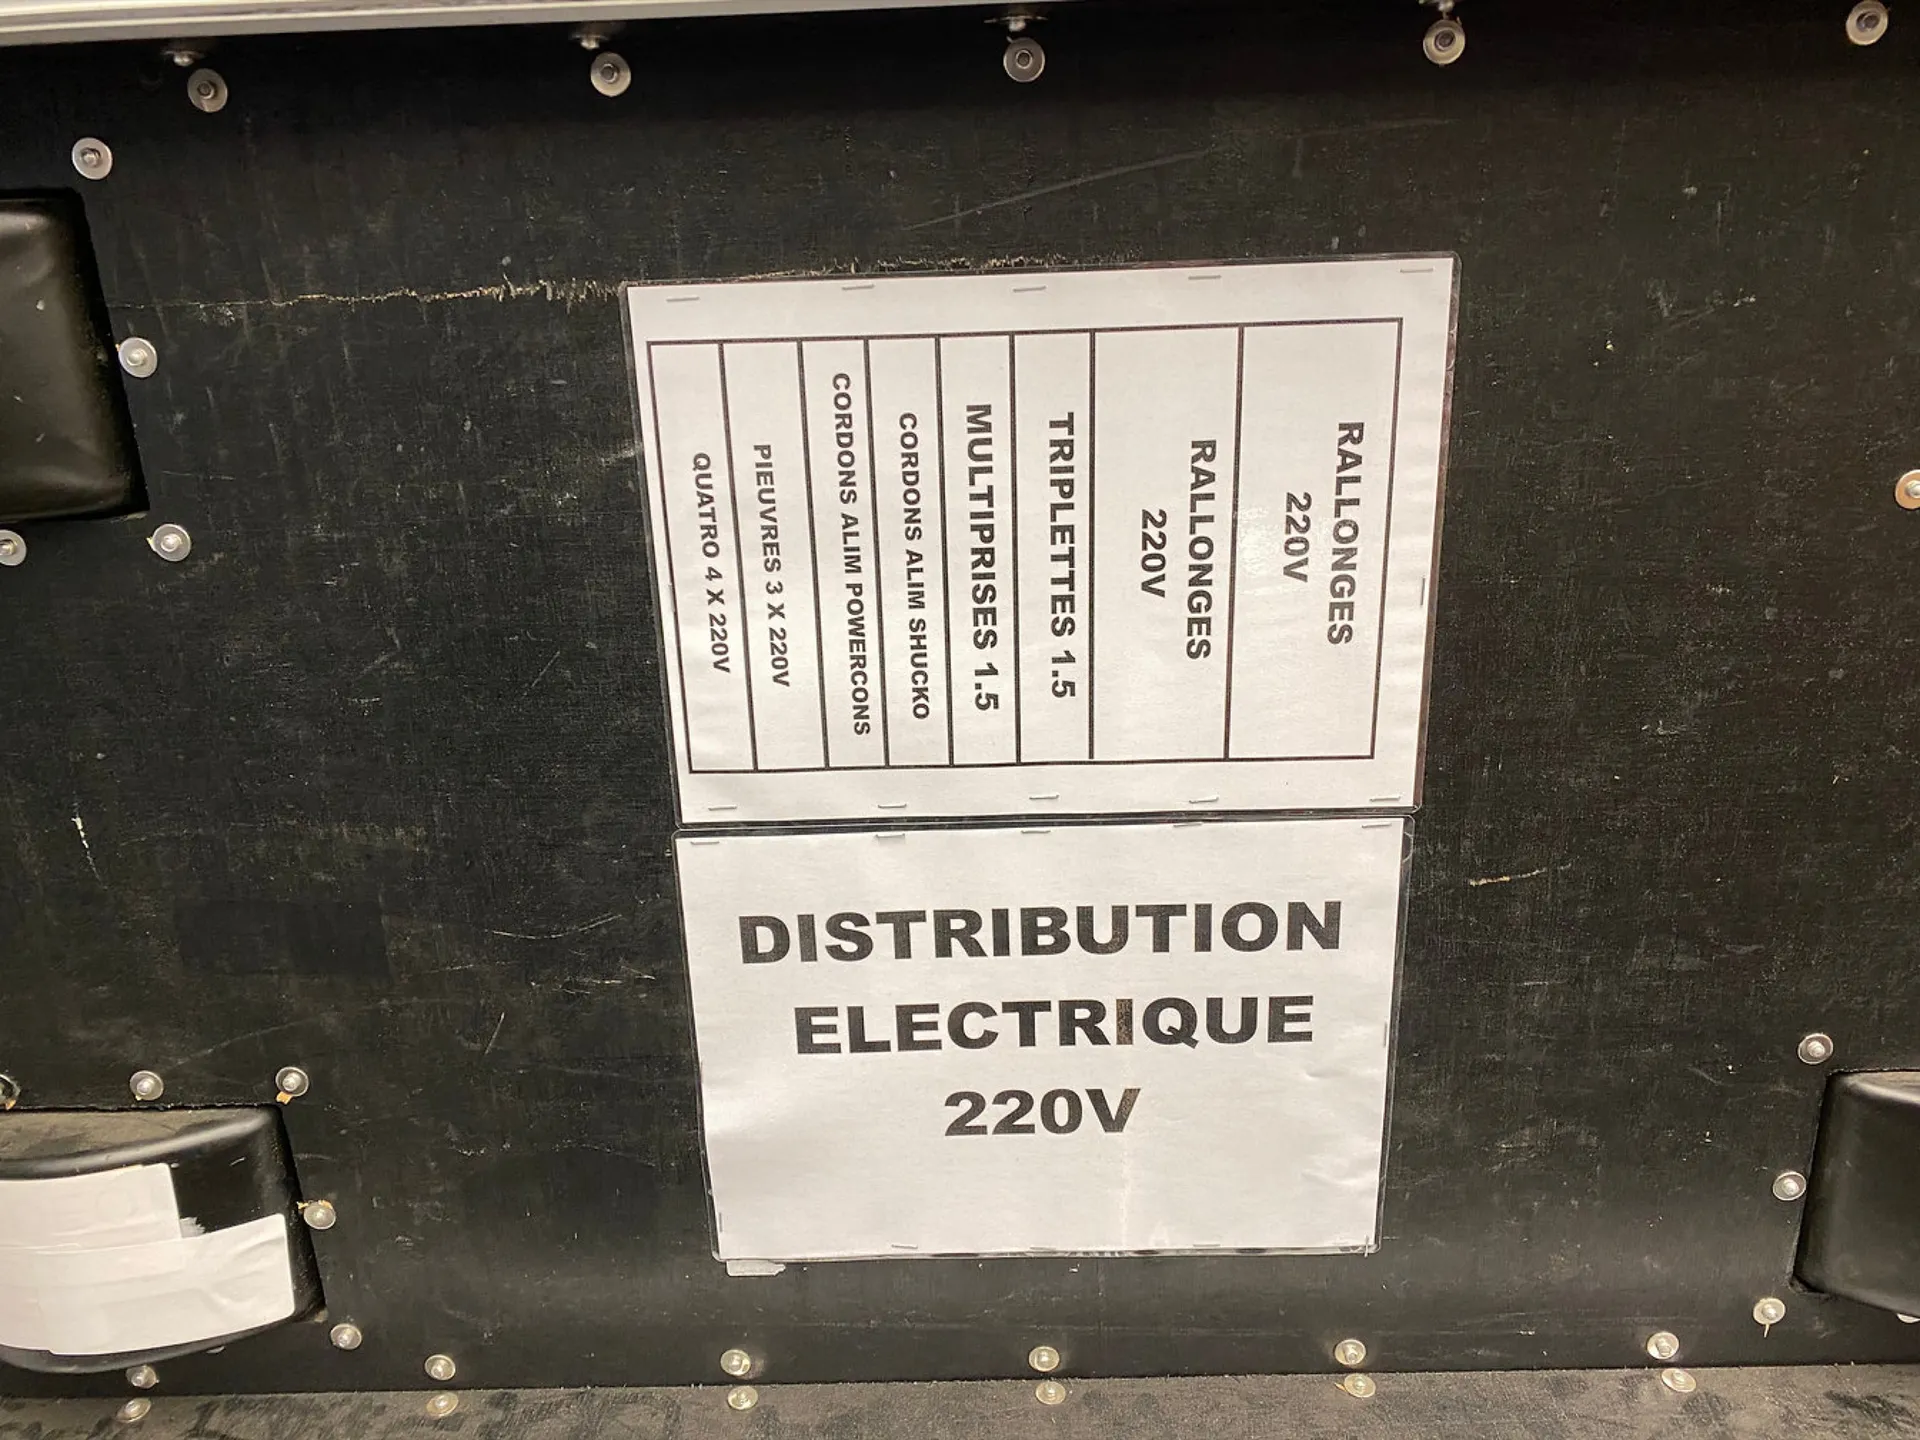 RALLONGES
220V
RALLONGES
220V
TRIPLETTES 1.5
MULTIPRISES 1.5
CORDONS ALIM SHUCKO
CORDONS ALIM POWERCONS
PIEUVRES 3 X 220V
QUATRO 4 X 220V
DISTRIBUTION
ELECTRIQUE
220V